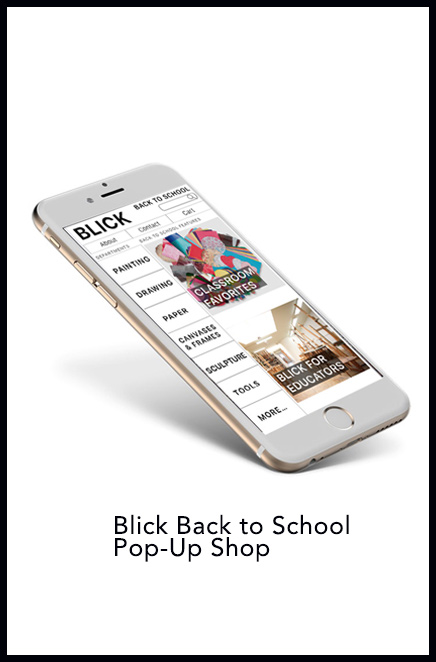 BLICK
BACK TO SCHOOL
About
Contact
Cart
DEPARTMENTS
BACK TO SCHOOL FEATURES
PAINTING
DRAWING
PAPER
CANVASES
& FRAMES
SCULPTURE
TOOLS
MORE...
CLASSROOM
FAVORITES
BLICK FOR
EDUCATORS
Blick Back to School
Pop-Up Shop